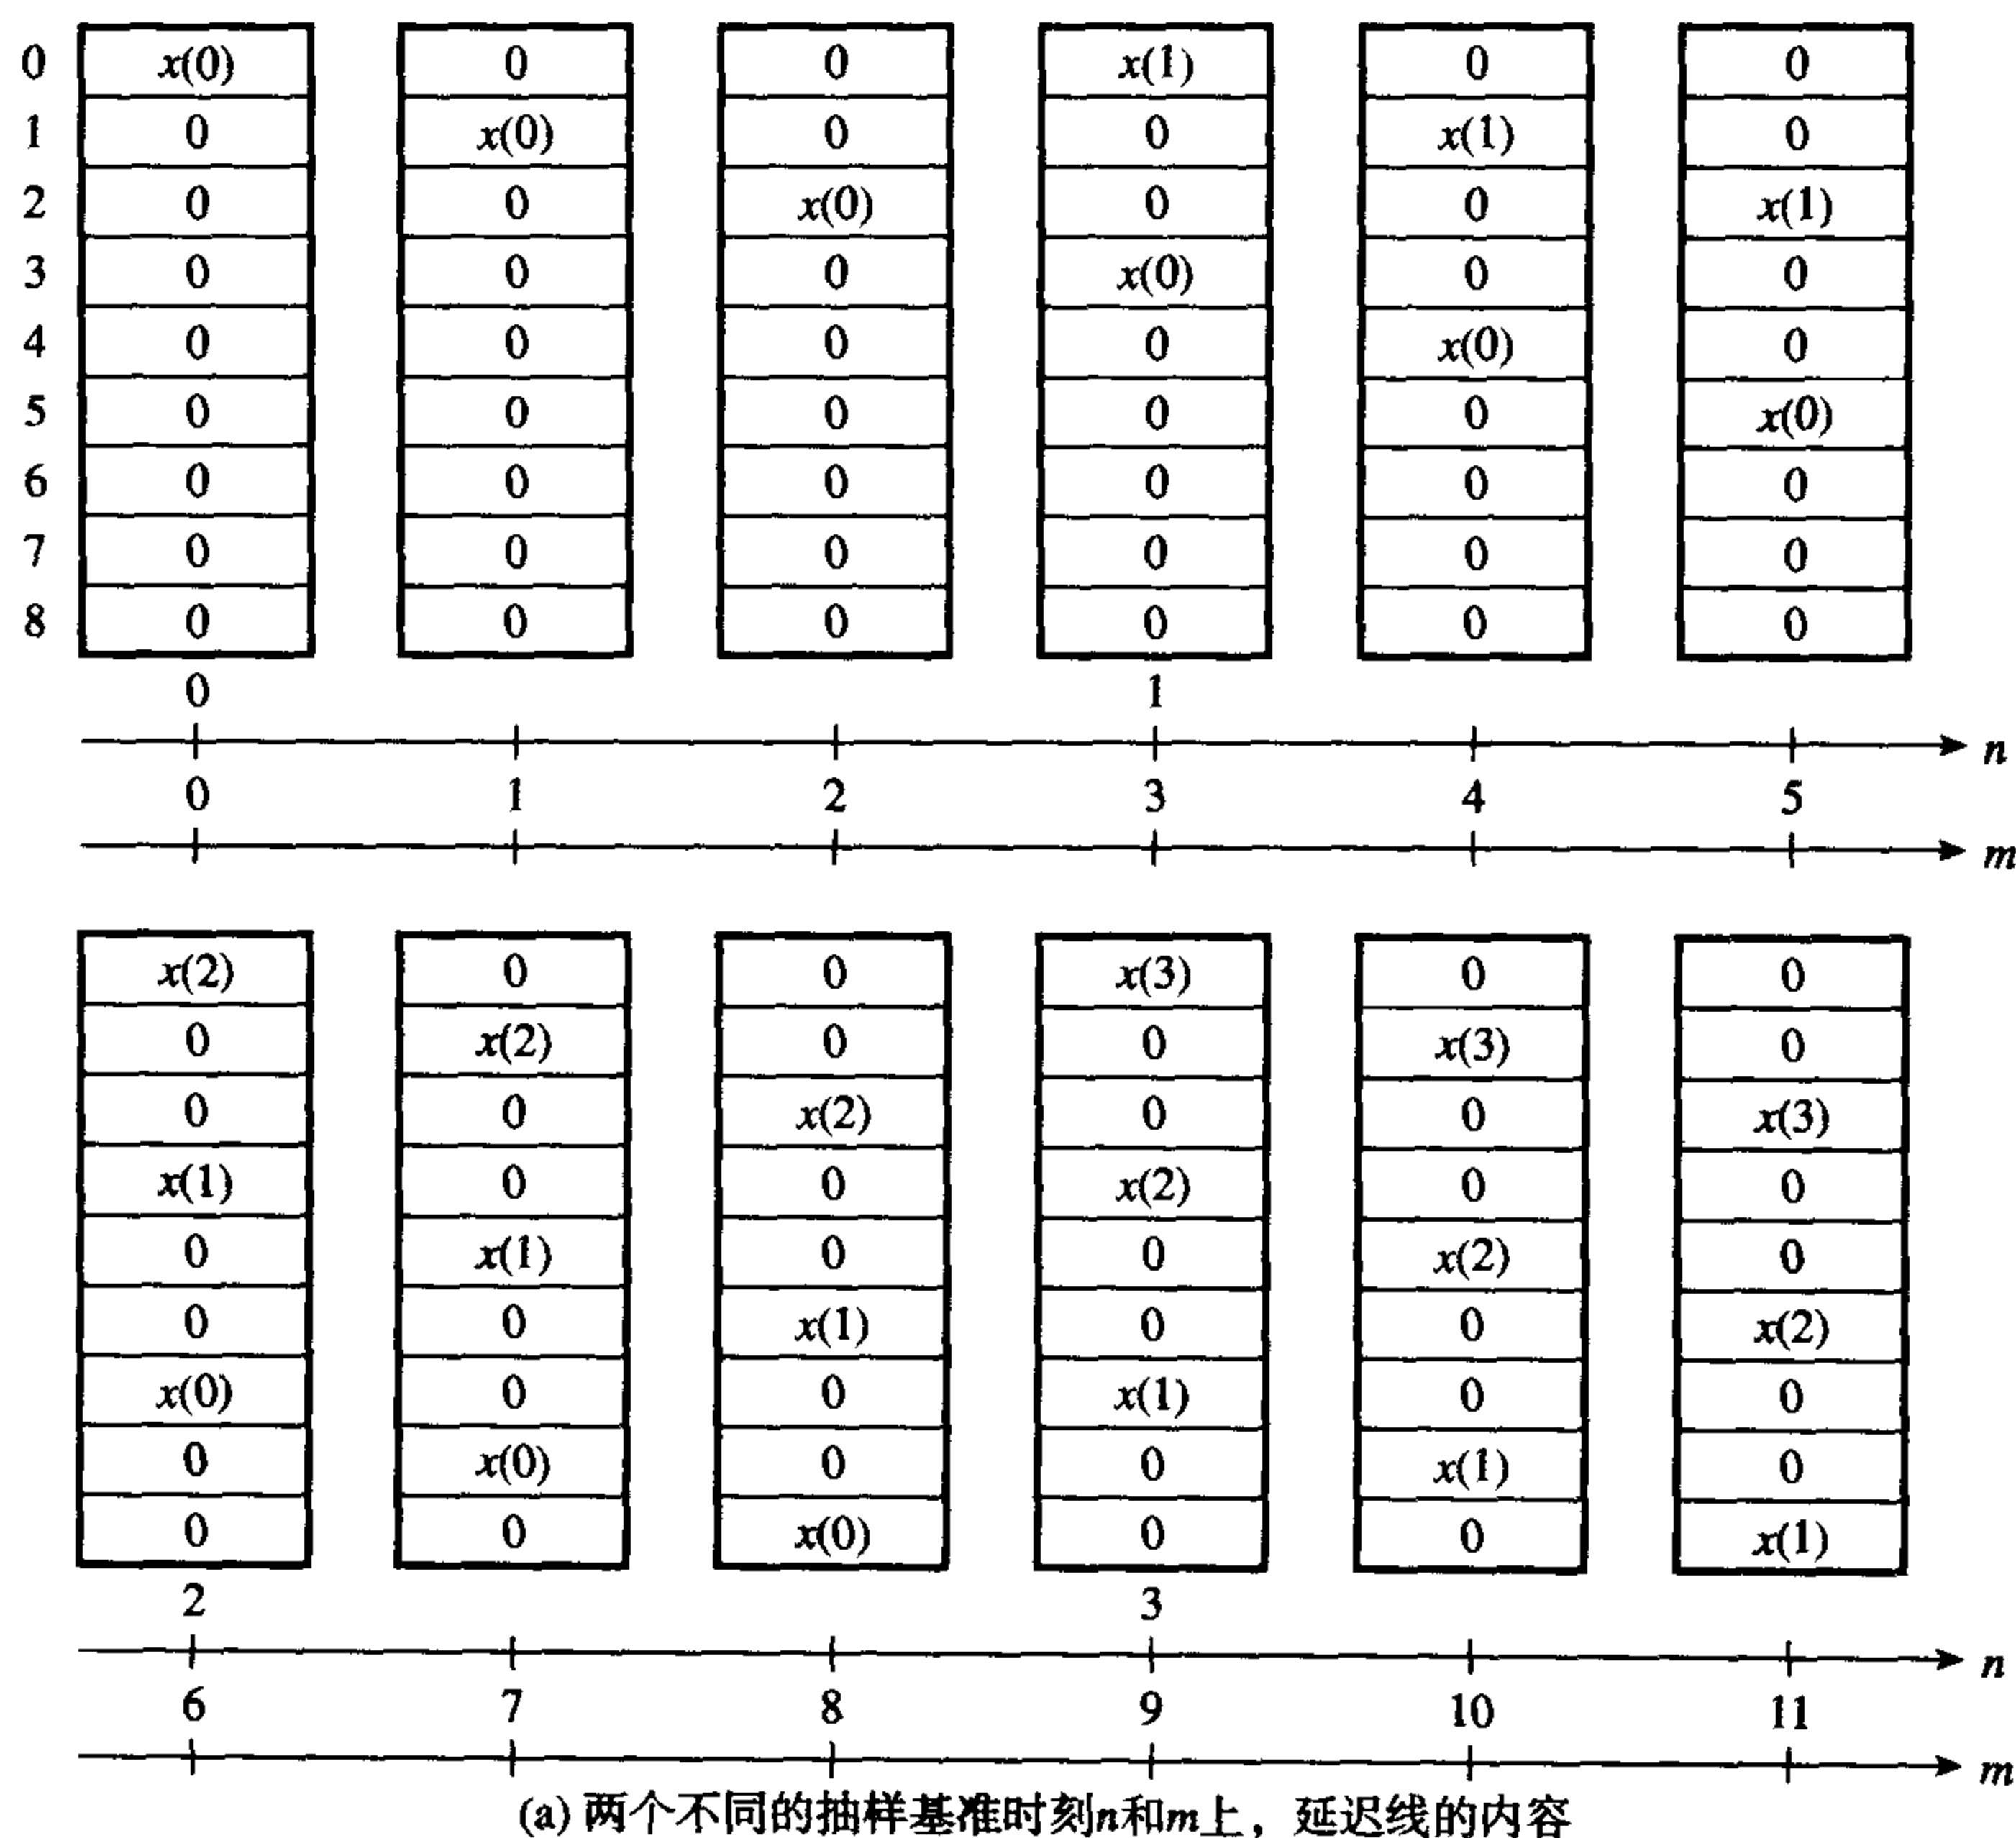 0 x(0) 0 0 x(1) 0 0
1 0 x(0) 0 0 x(1) 0
2 0 0 x(0) 0 0 x(1)
3 0 0 0 x(0) 0 0
4 0 0 0 0 x(0) 0
5 0 0 0 0 0 x(0)
6 0 0 0 0 0 0
7 0 0 0 0 0 0
8 0 0 0 0 0 0
0 1
n
0 1 2 3 4 5
m
x(2) 0 0 x(3) 0 0
0 x(2) 0 0 x(3) 0
0 0 x(2) 0 0 x(3)
x(1) 0 0 x(2) 0 0
0 x(1) 0 0 x(2) 0
0 0 x(1) 0 0 x(2)
x(0) 0 0 x(1) 0 0
0 x(0) 0 0 x(1) 0
0 0 x(0) 0 0 x(1)
2 3
n
6 7 8 9 10 11
m
(a) 两个不同的抽样基准时刻n和m上，延迟线的内容